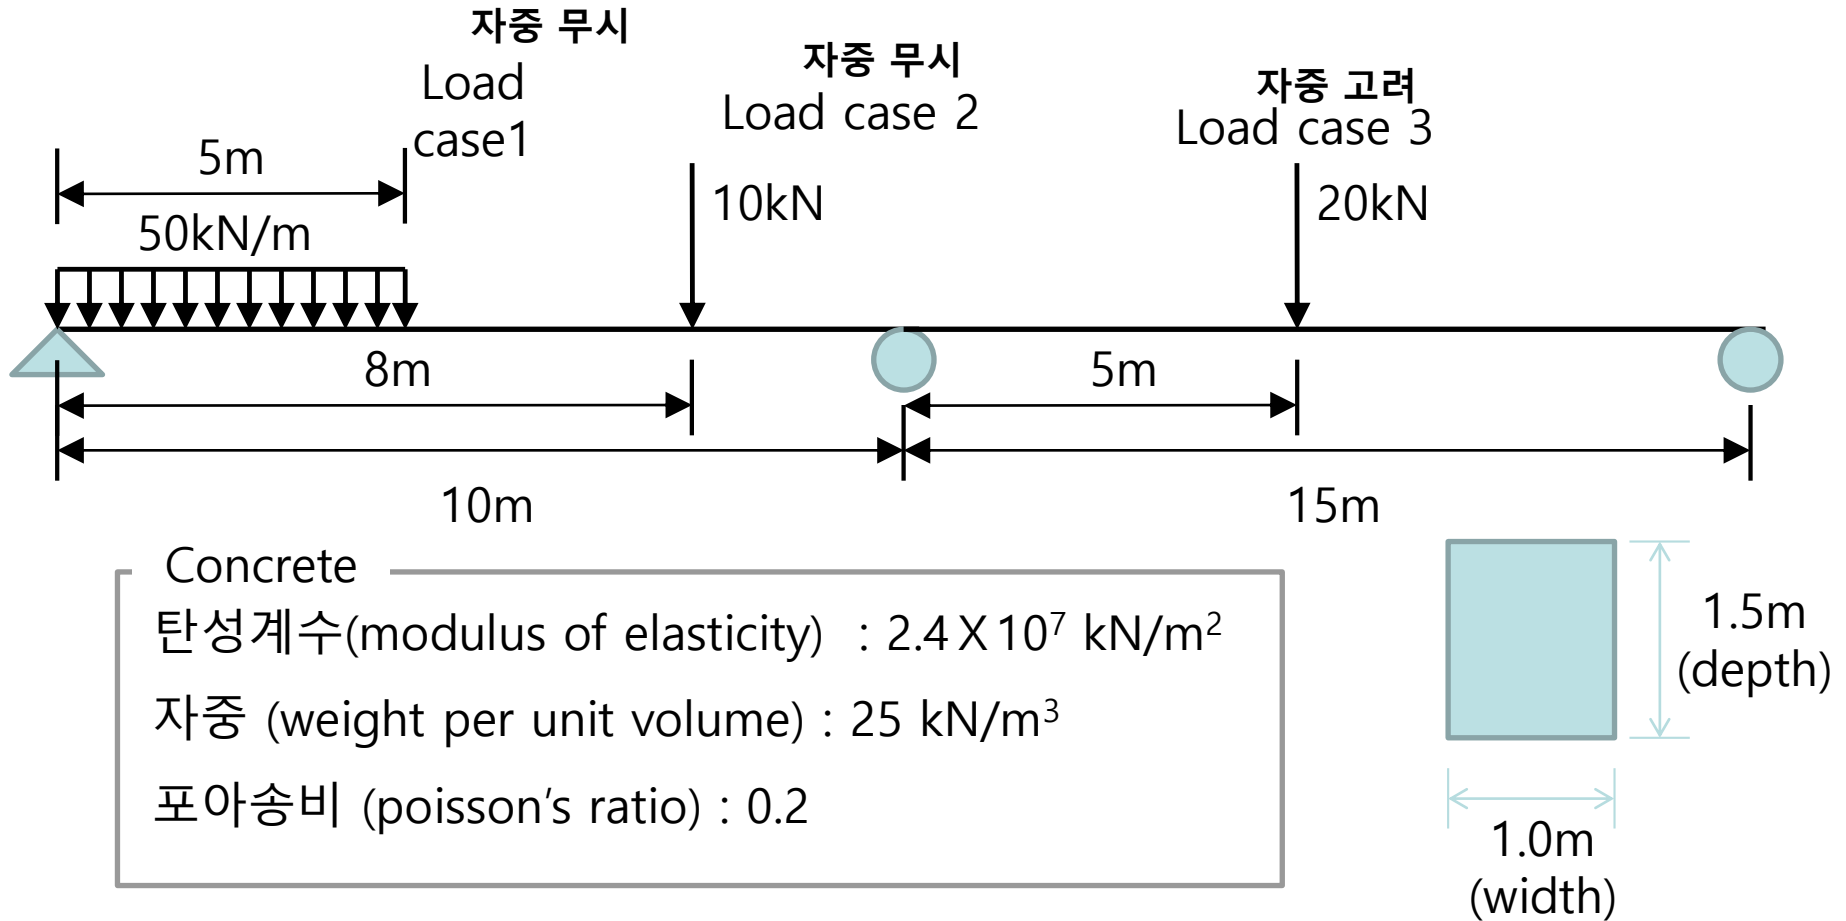 자중 무시
Load
case1
자중 무시
Load case 2
자중 고려
Load case 3
5m
50kN/m
10kN
20kN
8m
5m
10m
15m
Concrete
탄성계수(modulus of elasticity) : 2.4 X 10⁷ kN/m²
자중 (weight per unit volume) : 25 kN/m³
포아송비 (poisson's ratio) : 0.2
1.5m
(depth)
1.0m
(width)